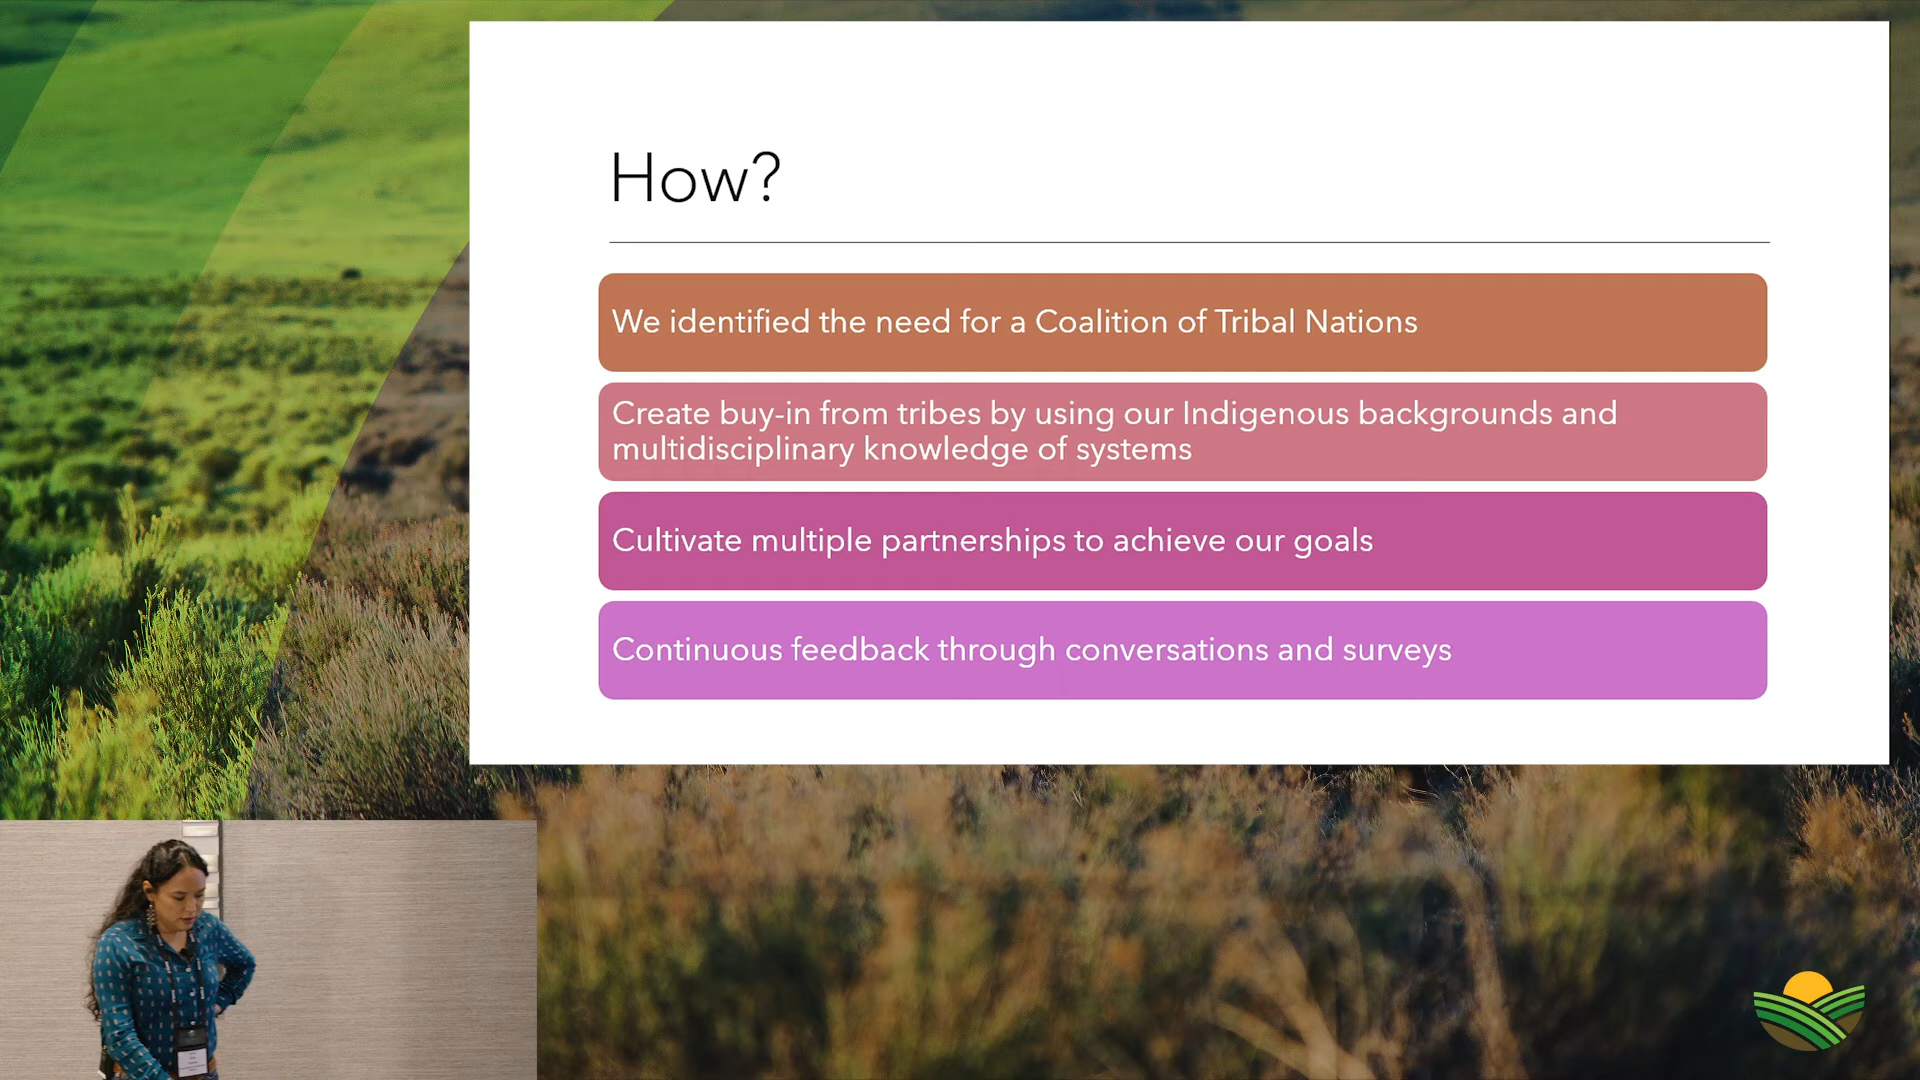 How?
We identified the need for a Coalition of Tribal Nations
Create buy-in from tribes by using our Indigenous backgrounds and
multidisciplinary knowledge of systems
Cultivate multiple partnerships to achieve our goals
Continuous feedback through conversations and surveys